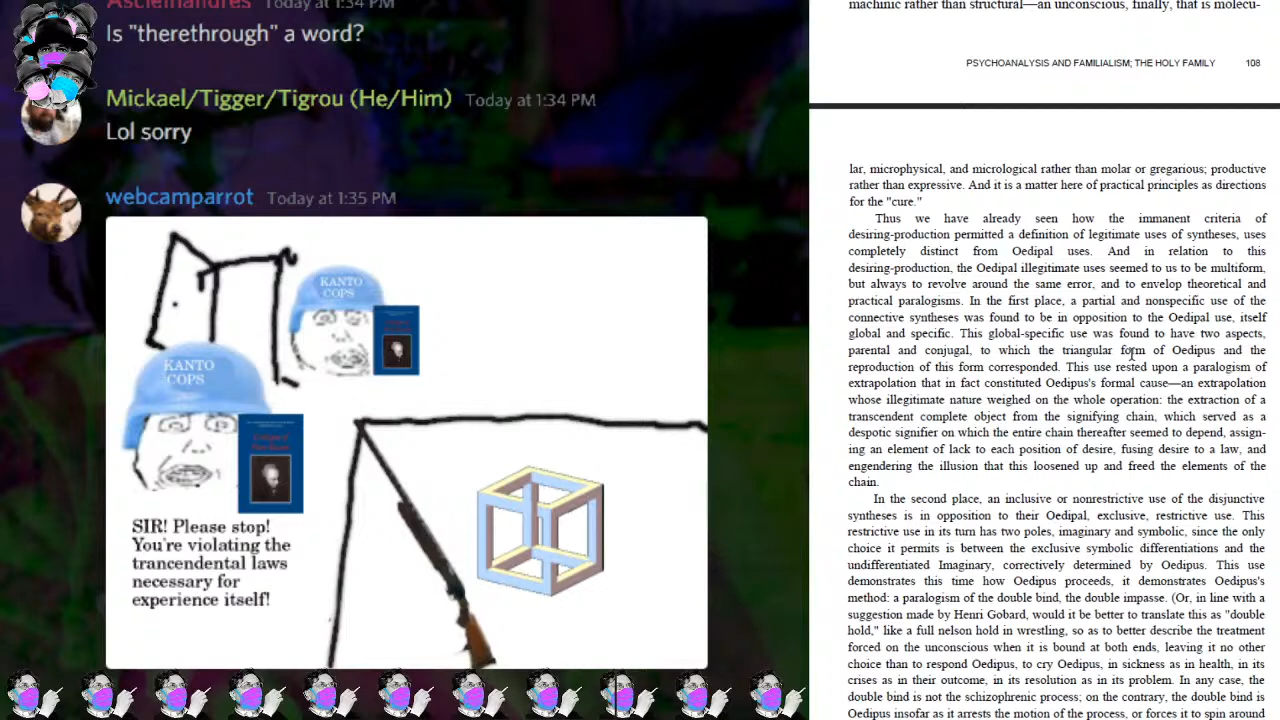 Asclelhandres Today at 1:34 PM
Is "therethrough" a word?
Mickael/Tigger/Tigrou (He/Him) Today at 1:34 PM
Lol sorry
webcamparrot Today at 1:35 PM
KANTO
COPS
KANTO
COPS
SIR! Please stop!
You're violating the
trancendental laws
necessary for
experience itself!
machinic rather than structural—an unconscious, finally, that is molecu-
PSYCHOANALYSIS AND FAMILIALISM; THE HOLY FAMILY 108
lar, microphysical, and micrological rather than molar or gregarious; productive
rather than expressive. And it is a matter here of practical principles as directions
for the "cure."
Thus we have already seen how the immanent criteria of
desiring-production permitted a definition of legitimate uses of syntheses, uses
completely distinct from Oedipal uses. And in relation to this
desiring-production, the Oedipal illegitimate uses seemed to us to be multiform,
but always to revolve around the same error, and to envelop theoretical and
practical paralogisms. In the first place, a partial and nonspecific use of the
connective syntheses was found to be in opposition to the Oedipal use, itself
global and specific. This global-specific use was found to have two aspects,
parental and conjugal, to which the triangular form of Oedipus and the
reproduction of this form corresponded. This use rested upon a paralogism of
extrapolation that in fact constituted Oedipus's formal cause—an extrapolation
whose illegitimate nature weighed on the whole operation: the extraction of a
transcendent complete object from the signifying chain, which served as a
despotic signifier on which the entire chain thereafter seemed to depend, assign-
ing an element of lack to each position of desire, fusing desire to a law, and
engendering the illusion that this loosened up and freed the elements of the
chain.
In the second place, an inclusive or nonrestrictive use of the disjunctive
syntheses is in opposition to their Oedipal, exclusive, restrictive use. This
restrictive use in its turn has two poles, imaginary and symbolic, since the only
choice it permits is between the exclusive symbolic differentiations and the
undifferentiated Imaginary, correctively determined by Oedipus. This use
demonstrates this time how Oedipus proceeds, it demonstrates Oedipus's
method: a paralogism of the double bind, the double impasse. (Or, in line with a
suggestion made by Henri Gobard, would it be better to translate this as "double
hold," like a full nelson hold in wrestling, so as to better describe the treatment
forced on the unconscious when it is bound at both ends, leaving it no other
choice than to respond Oedipus, to cry Oedipus, in sickness as in health, in its
crises as in their outcome, in its resolution as in its problem. In any case, the
double bind is not the schizophrenic process; on the contrary, the double bind is
Oedipus insofar as it arrests the motion of the process, or forces it to spin around